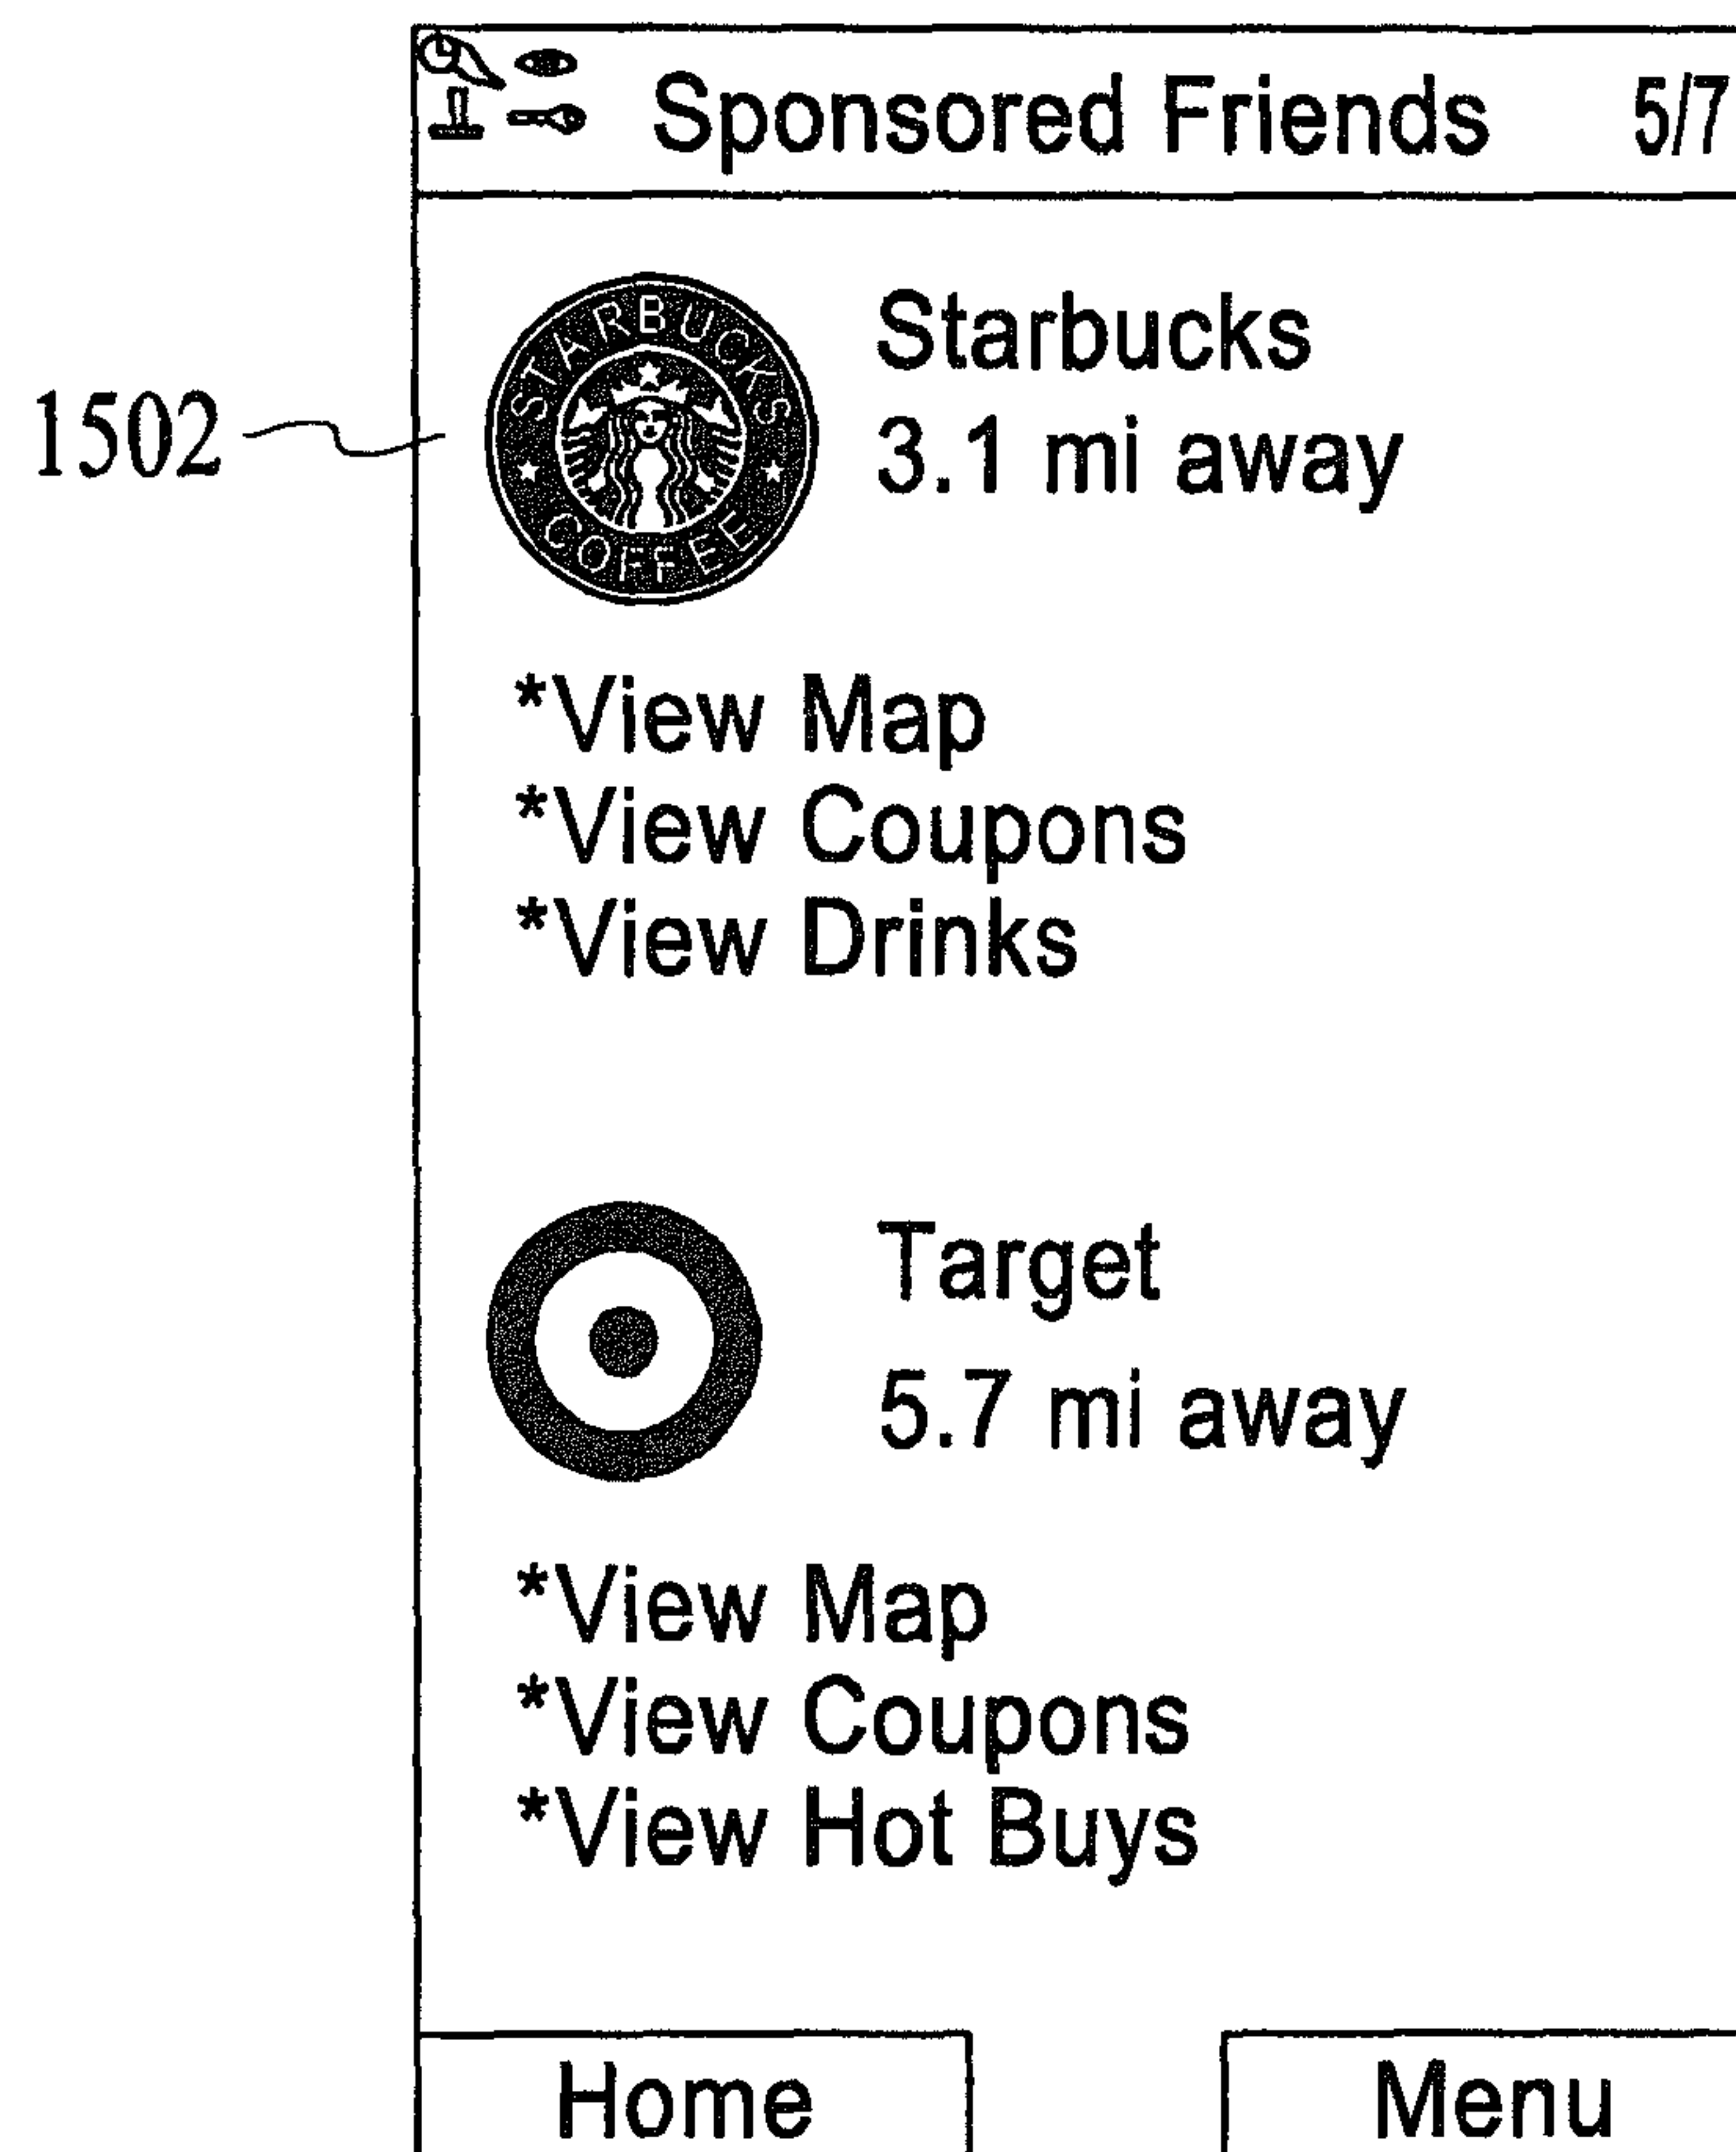 Sponsored Friends 5/7
STARBUCKS
COFFEE
Starbucks
1502
3.1 mi away
*View Map
*View Coupons
*View Drinks
Target
5.7 mi away
*View Map
*View Coupons
*View Hot Buys
Home Menu